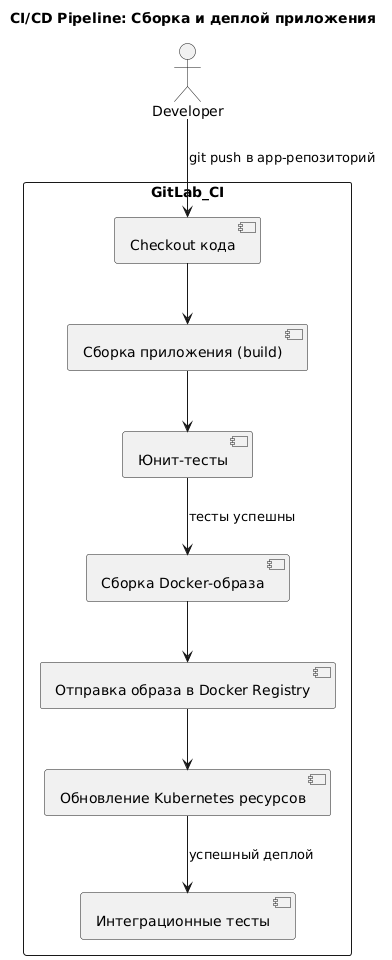 CI/CD Pipeline: Сборка и деплой приложения
Developer
git push в app-репозиторий
GitLab_CI
Checkout кода
Сборка приложения (build)
Юнит-тесты
тесты успешны
Сборка Docker-образа
Отправка образа в Docker Registry
Обновление Kubernetes ресурсов
успешный деплой
Интеграционные тесты